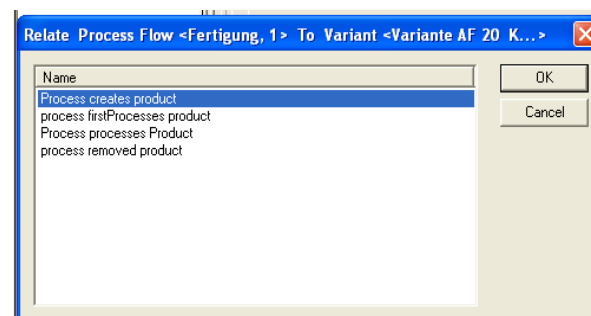 Relate Process Flow <Fertigung, 1> To Variant <Variante AF 20 K...>
Name
OK
Process creates product
Cancel
process firstProcesses product
Process processes Product
process removed product